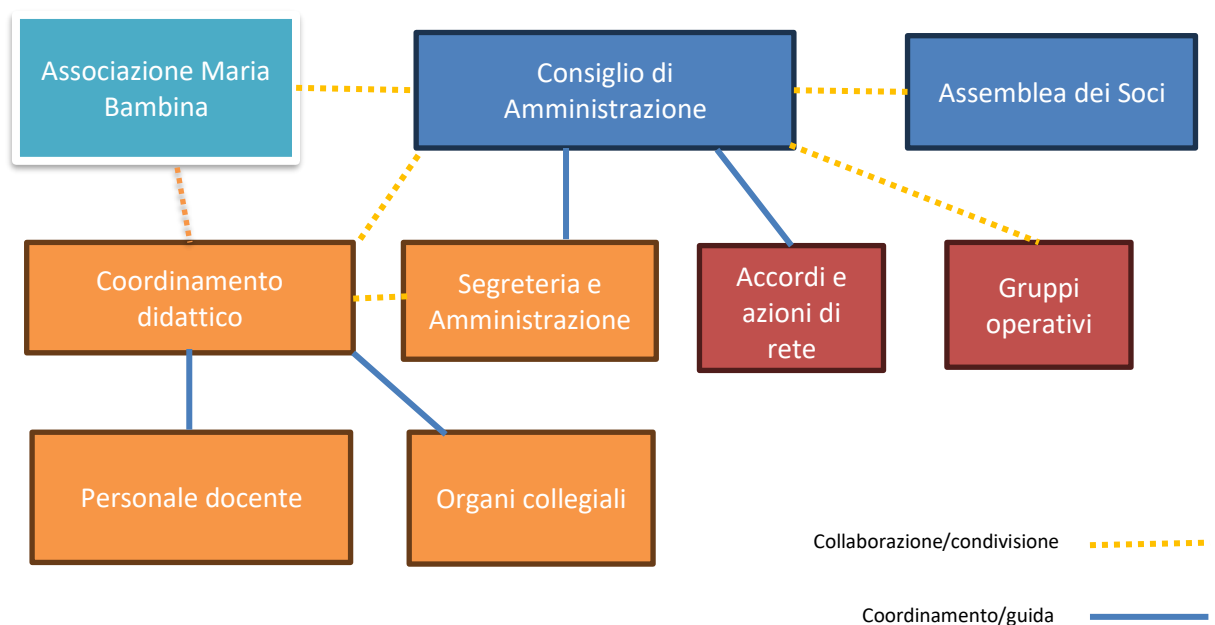 Associazione Maria
Bambina
Consiglio di
Amministrazione
Assemblea dei Soci
Coordinamento
didattico
Segreteria e
Amministrazione
Accordi e
azioni di
rete
Gruppi
operativi
Personale docente
Organi collegiali
Collaborazione/condivisione
Coordinamento/guida